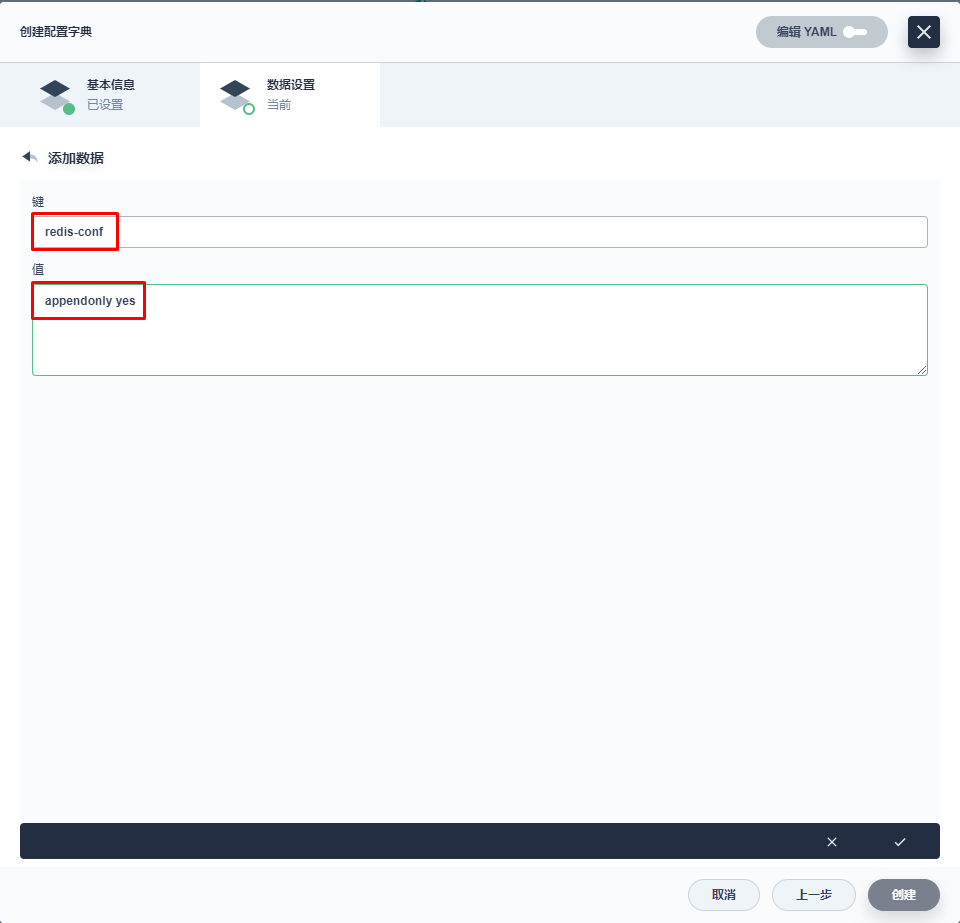 创建配置字典
编辑 YAML
基本信息
已设置
数据设置
当前
添加数据
键
redis-conf
值
appendonly yes
取消
上一步
创建